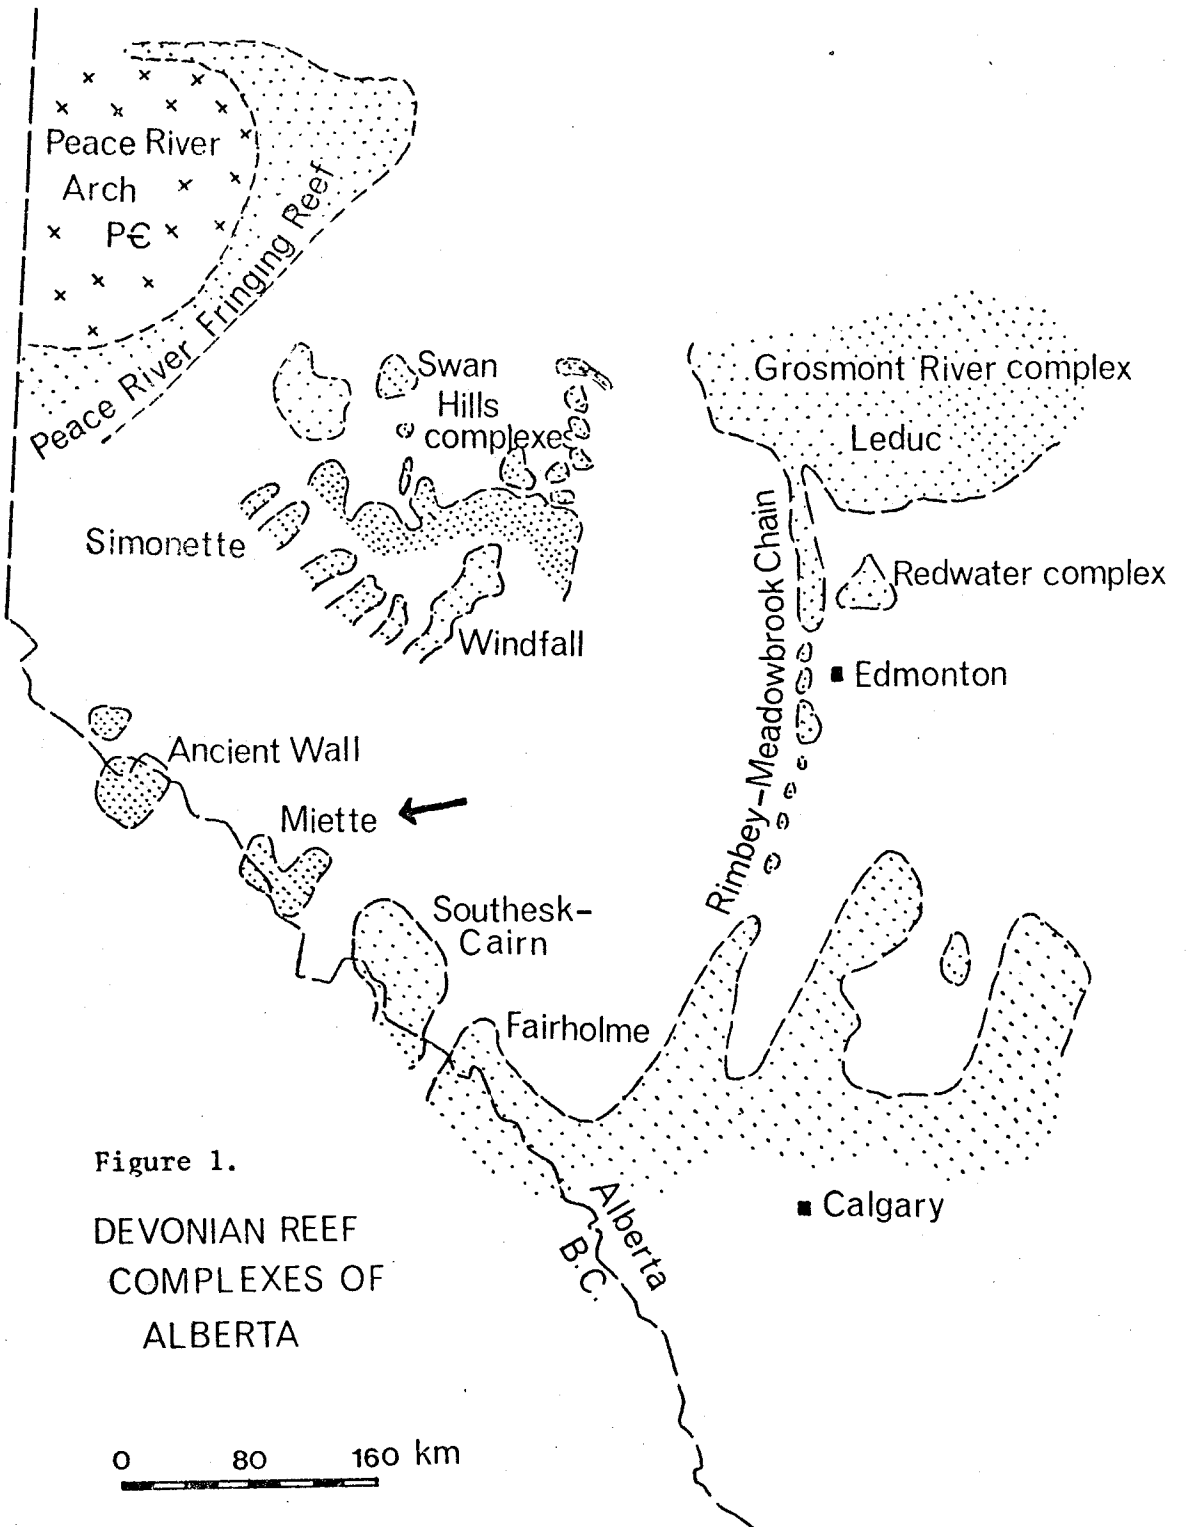 Peace River
Arch
P€
Peace River Fringing Reef
Swan
Hills
complexes
Grosmont River complex
Leduc
Simonette
Windfall
Rimbey-Meadowbrook Chain
Redwater complex
Edmonton
Ancient Wall
Miette
Southesk-
Cairn
Fairholme
Calgary
Alberta
B.C.
Figure 1.
DEVONIAN REEF
COMPLEXES OF
ALBERTA
0 80 160 km